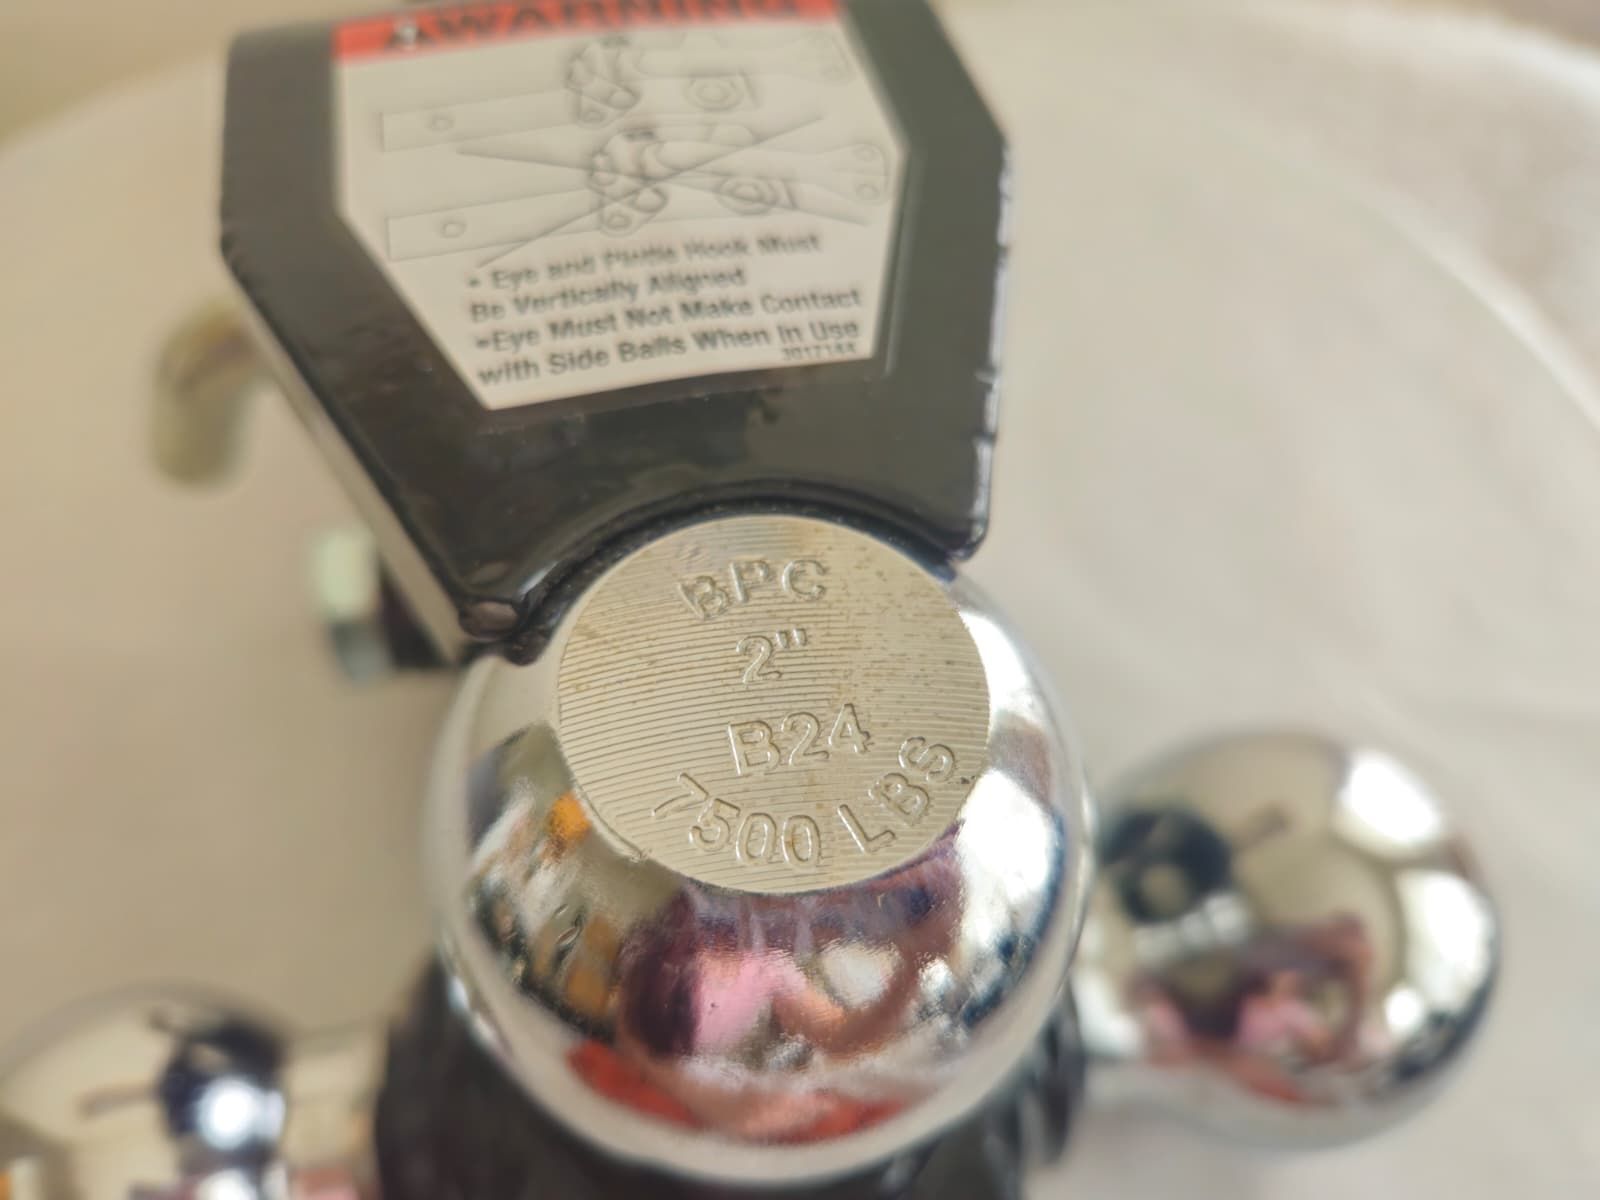 WARNING
• Eye and Pintle Hook Must
Be Vertically Aligned
•Eye Must Not Make Contact
with Side Balls When In Use
BPC
2"
B24
7500 LBS